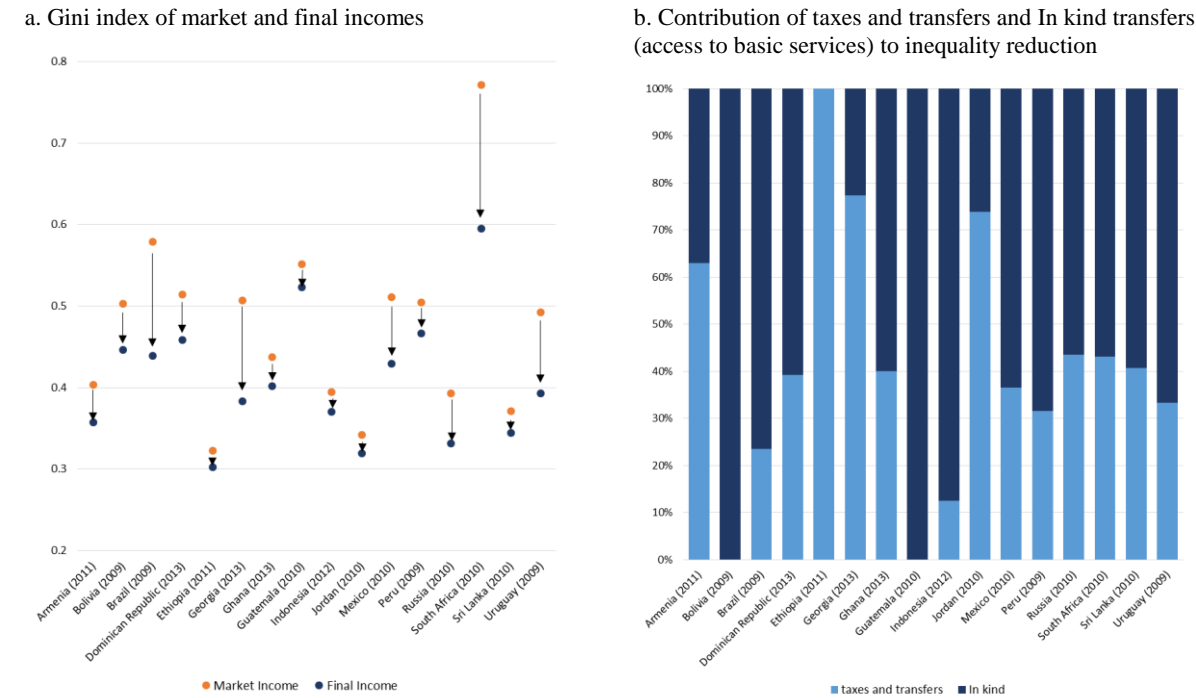 a. Gini index of market and final incomes
0.8
0.7
0.6
0.5
0.4
0.3
0.2
Armenia (2011)
Bolivia (2009)
Brazil (2009)
Dominican Republic (2013)
Ethiopia (2011)
Georgia (2013)
Ghana (2013)
Guatemala (2010)
Indonesia (2012)
Jordan (2010)
Mexico (2010)
Peru (2009)
Russia (2010)
South Africa (2010)
Sri Lanka (2010)
Uruguay (2009)
Market Income
Final Income
b. Contribution of taxes and transfers and In kind transfers
(access to basic services) to inequality reduction
100%
90%
80%
70%
60%
50%
40%
30%
20%
10%
0%
Armenia (2011)
Bolivia (2009)
Brazil (2009)
Dominican Republic (2013)
Ethiopia (2011)
Georgia (2013)
Ghana (2013)
Guatemala (2010)
Indonesia (2012)
Jordan (2010)
Mexico (2010)
Peru (2009)
Russia (2010)
South Africa (2010)
Sri Lanka (2010)
Uruguay (2009)
taxes and transfers
In kind